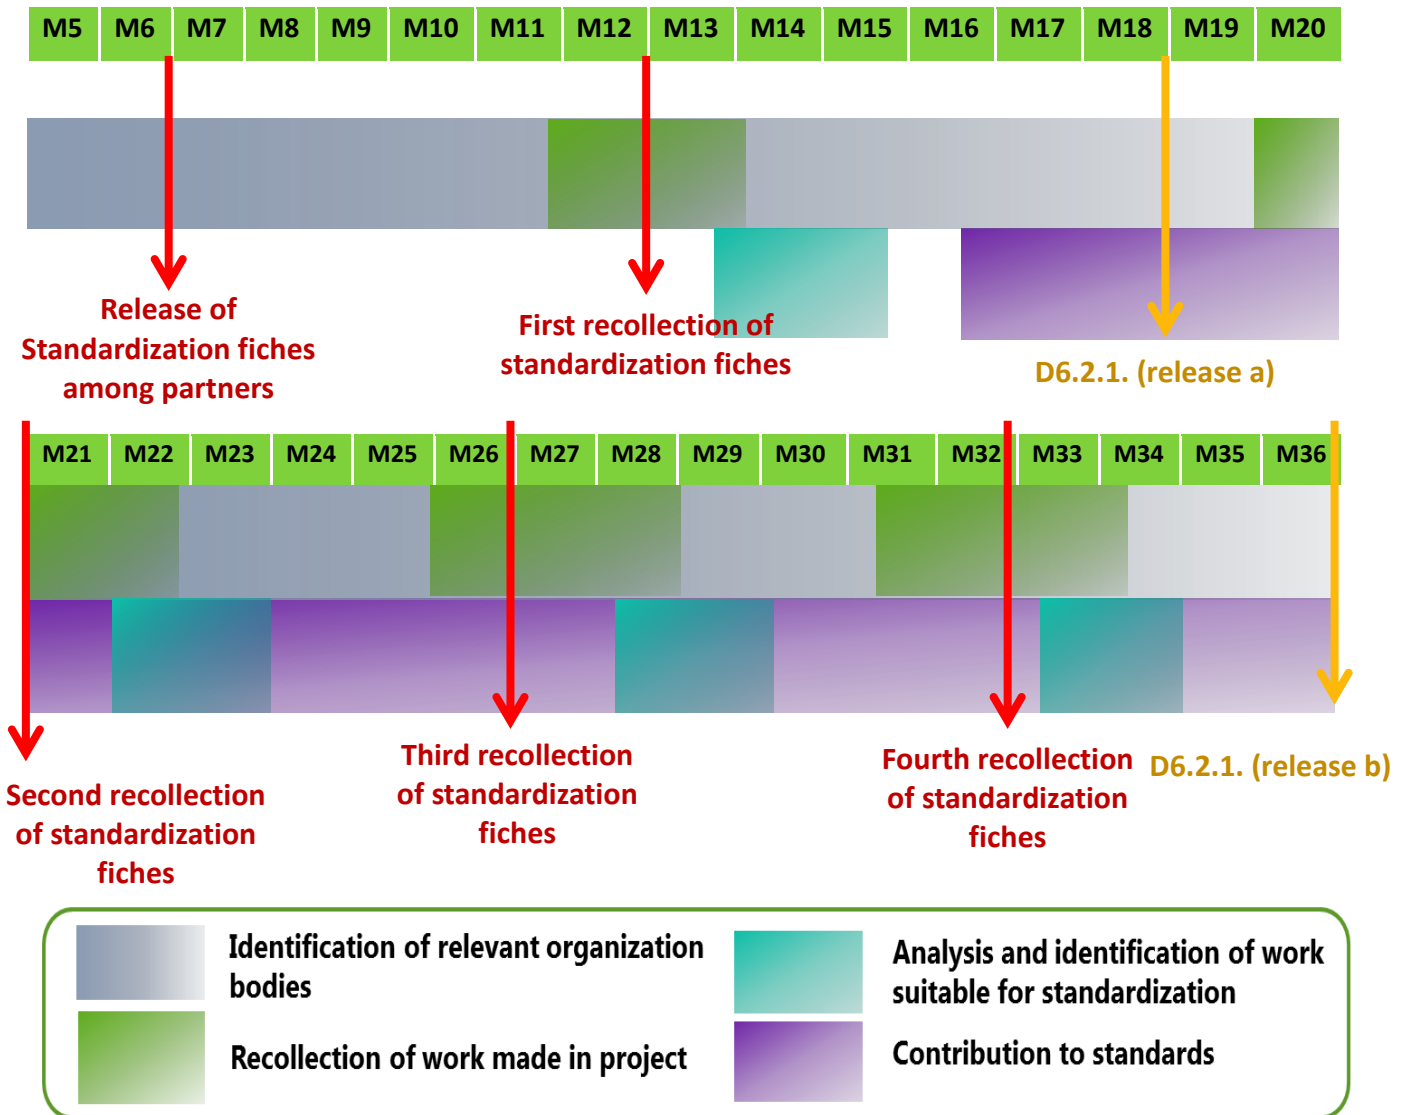 M5 M6 M7 M8 M9 M10 M11 M12 M13 M14 M15 M16 M17 M18 M19 M20
Release of
Standardization fiches
among partners
First recollection of
standardization fiches
D6.2.1. (release a)
M21 M22 M23 M24 M25 M26 M27 M28 M29 M30 M31 M32 M33 M34 M35 M36
Second recollection
of standardization
fiches
Third recollection
of standardization
fiches
Fourth recollection
of standardization
fiches
D6.2.1. (release b)
Identification of relevant organization
bodies
Recollection of work made in project
Analysis and identification of work
suitable for standardization
Contribution to standards